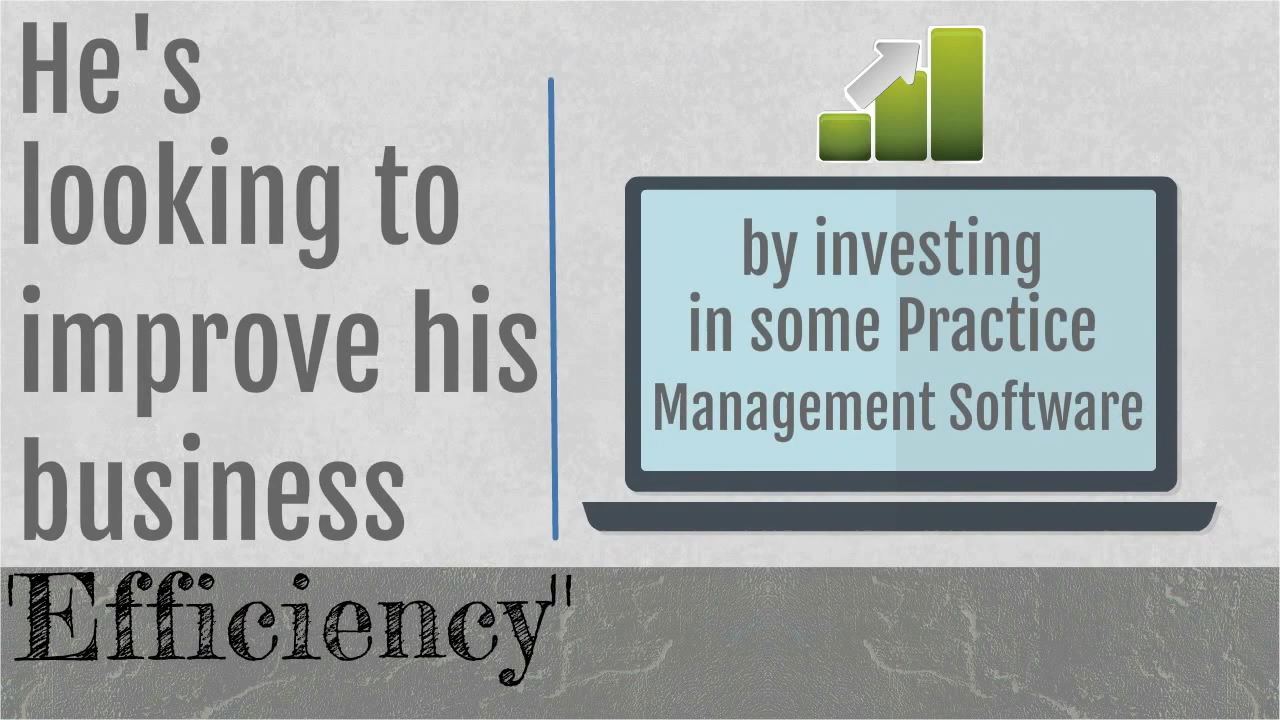 He's
looking to
improve his
business
"Efficiency"
by investing
in some Practice
Management Software